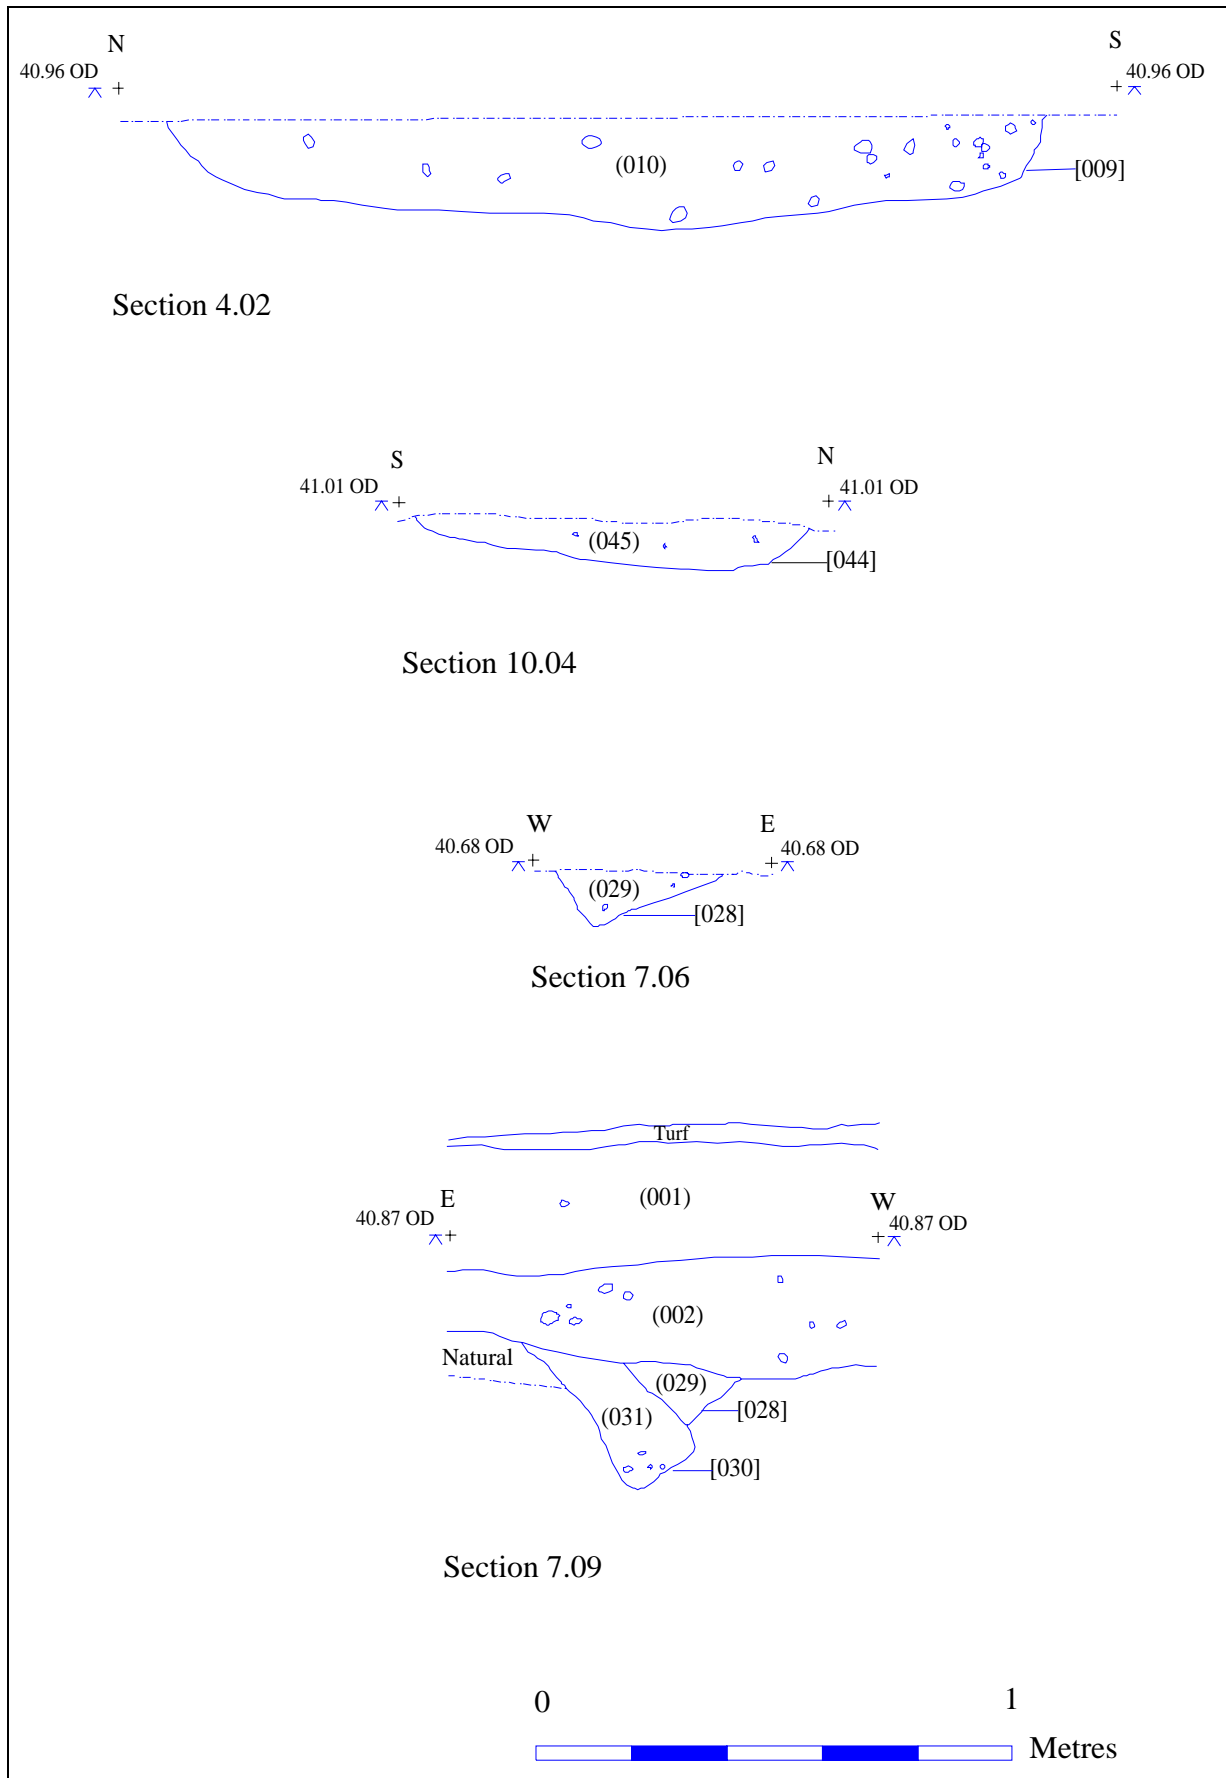 N
S
40.96 OD
40.96 OD
(010)
[009]
Section 4.02
S
N
41.01 OD
41.01 OD
(045)
[044]
Section 10.04
W
E
40.68 OD
40.68 OD
(029)
[028]
Section 7.06
Turf
(001)
E
W
40.87 OD
40.87 OD
(002)
Natural
(029)
(031)
[028]
[030]
Section 7.09
0
1
Metres